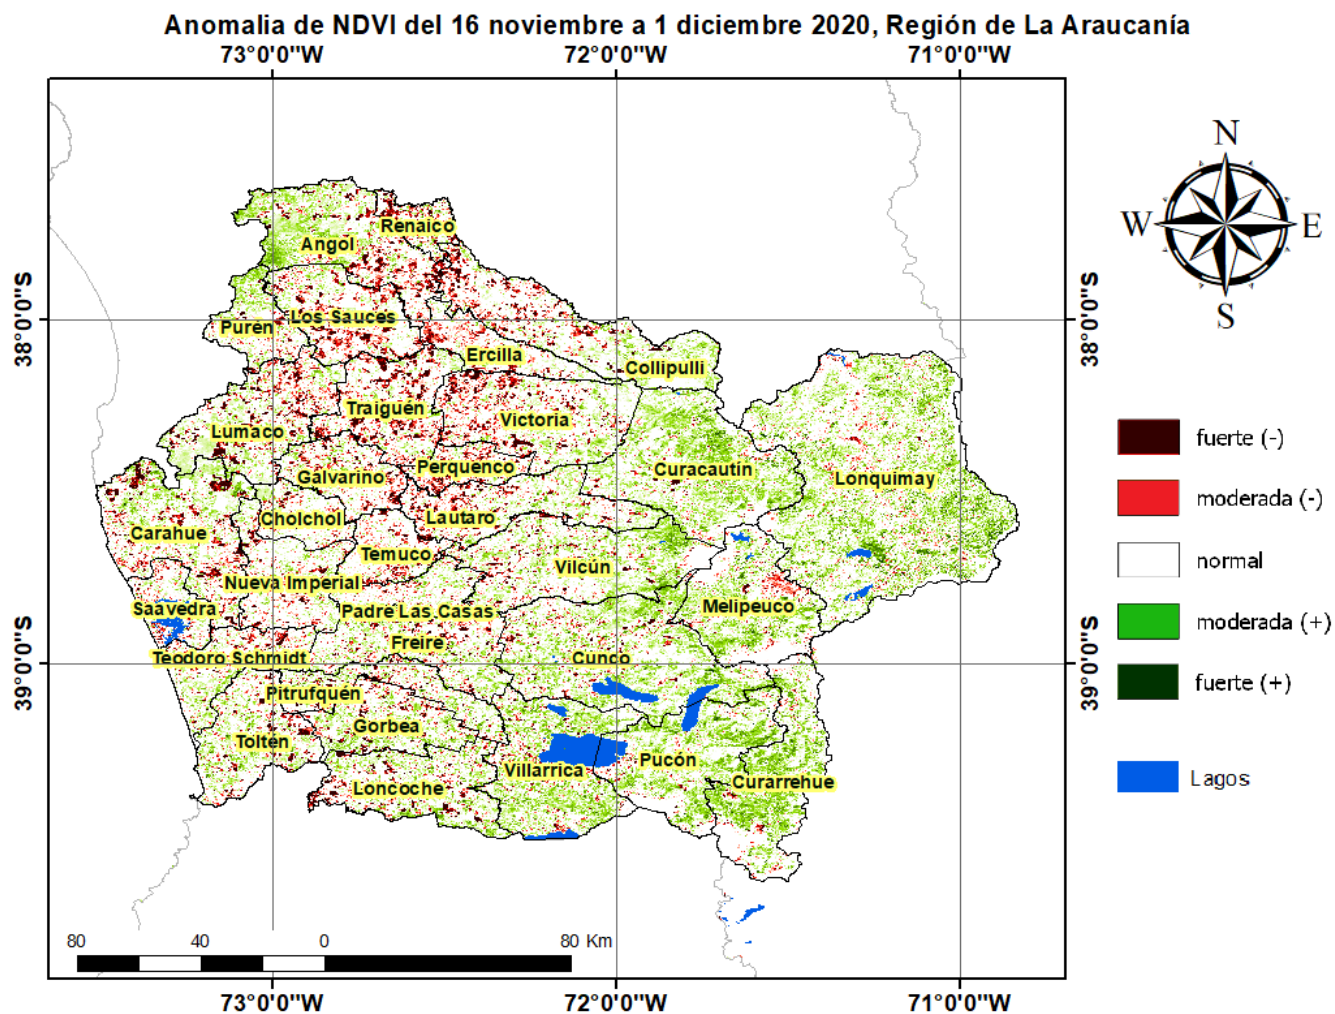 Anomalia de NDVI del 16 noviembre a 1 diciembre 2020, Región de La Araucanía
73°0'0"W 72°0'0"W 71°0'0"W
N
W E
S
38°0'0"S
38°0'0"S
39°0'0"S
39°0'0"S
Renaico
Angol
Los Sauces
Purén
Ercilla
Collipulli
Traiguén
Victoria
Lumaco
Perquenco
Galvarino
Curacautín
Lonquimay
Cholchol
Lautaro
Carahue
Temuco
Vilcún
Nueva Imperial
Saavedra
Padre Las Casas
Melipeuco
Freire
Teodoro Schmidt
Cunco
Pitrufquén
Gorbea
Toltén
Villarrica
Pucón
Curarrehue
Loncoche
fuerte (-)
moderada (-)
normal
moderada (+)
fuerte (+)
Lagos
80 40 0 80 Km
73°0'0"W 72°0'0"W 71°0'0"W